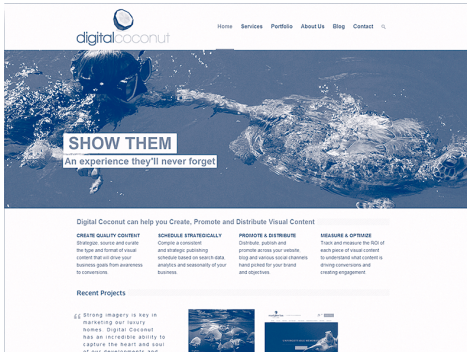 digitalcoconut
Home Services Portfolio About Us Blog Contact
SHOW THEM
An experience they'll never forget
Digital Coconut can help you Create, Promote and Distribute Visual Content
CREATE QUALITY CONTENT
Strategize, source and curate
the type and format of visual
content that will drive your
business goals from awareness
to conversions.
SCHEDULE STRATEGICALLY
Compile a consistent
and strategic publishing
schedule based on search data
analytics and seasonality of your
business.
PROMOTE & DISTRIBUTE
Distribute, publish and
promote across your website,
blog and various social channels
hand picked for your brand
and objectives.
MEASURE & OPTIMIZE
Track and measure the ROI of
each piece of visual content
to understand what content is
driving conversions and
creating engagement.
Recent Projects
“ Strong imagery is key in
marketing our luxury
homes. Digital Coconut
has an incredible ability to
capture the heart and soul
of our developments and